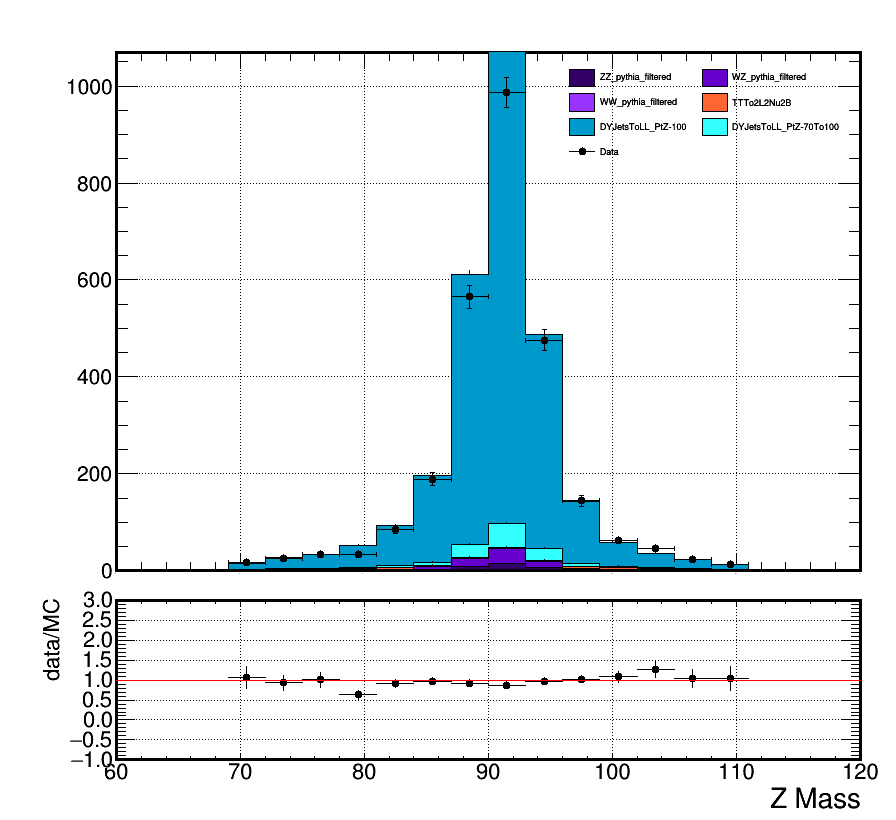 1000
800
600
400
200
0
ZZ_pythia_filtered WZ_pythia_filtered
WW_pythia_filtered TTTo2L2Nu2B
DYJetsToLL_PtZ-100 DYJetsToLL_PtZ-70To100
Data
data/MC
3.0
2.5
2.0
1.5
1.0
0.5
0.0
−0.5
−1.0
60 70 80 90 100 110 120
Z Mass